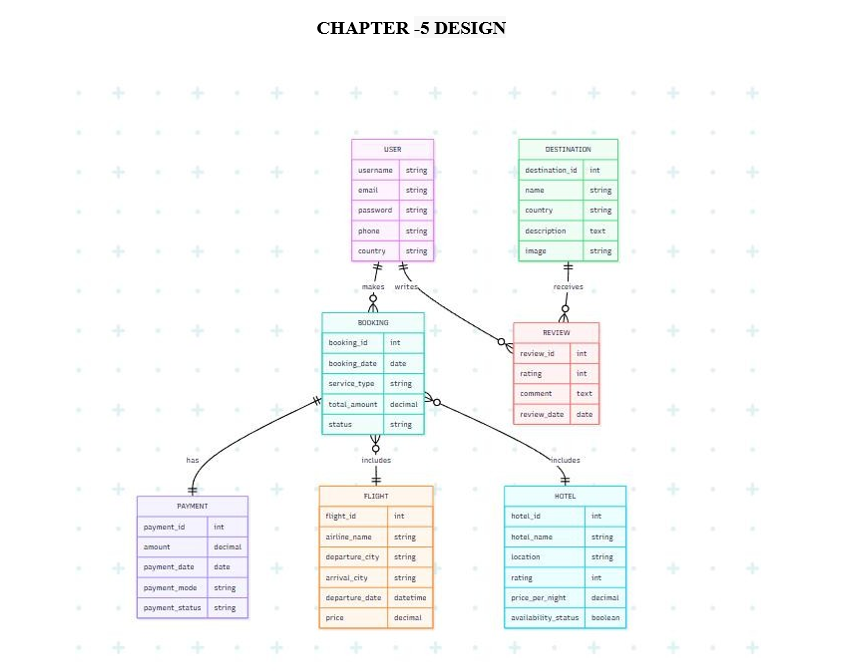 CHAPTER -5 DESIGN
USER
username string
email string
password string
phone string
country string
DESTINATION
destination_id int
name string
country string
description text
image string
makes writes receives
BOOKING
booking_id int
booking_date date
service_type string
total_amount decimal
status string
REVIEW
review_id int
rating int
comment text
review_date date
has includes includes
PAYMENT
payment_id int
amount decimal
payment_date date
payment_mode string
payment_status string
FLIGHT
flight_id int
airline_name string
departure_city string
arrival_city string
departure_date datetime
price decimal
HOTEL
hotel_id int
hotel_name string
location string
rating int
price_per_night decimal
availability_status boolean